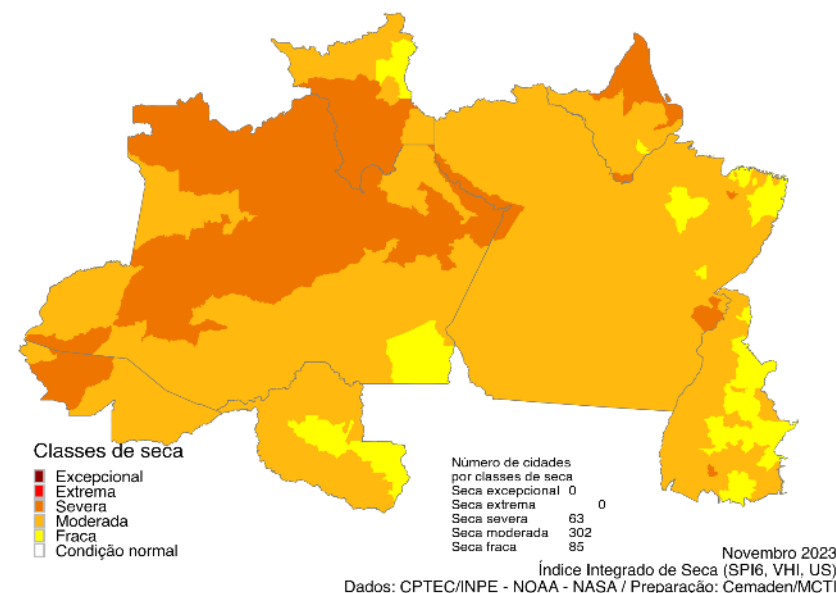 Classes de seca
Excepcional
Extrema
Severa
Moderada
Fraca
Condição normal
Número de cidades
por classes de seca
Seca excepcional 0
Seca extrema 0
Seca severa 63
Seca moderada 302
Seca fraca 85
Novembro 2023
Índice Integrado de Seca (SPI6, VHI, US)
Dados: CPTEC/INPE - NOAA - NASA / Preparação: Cemaden/MCTI